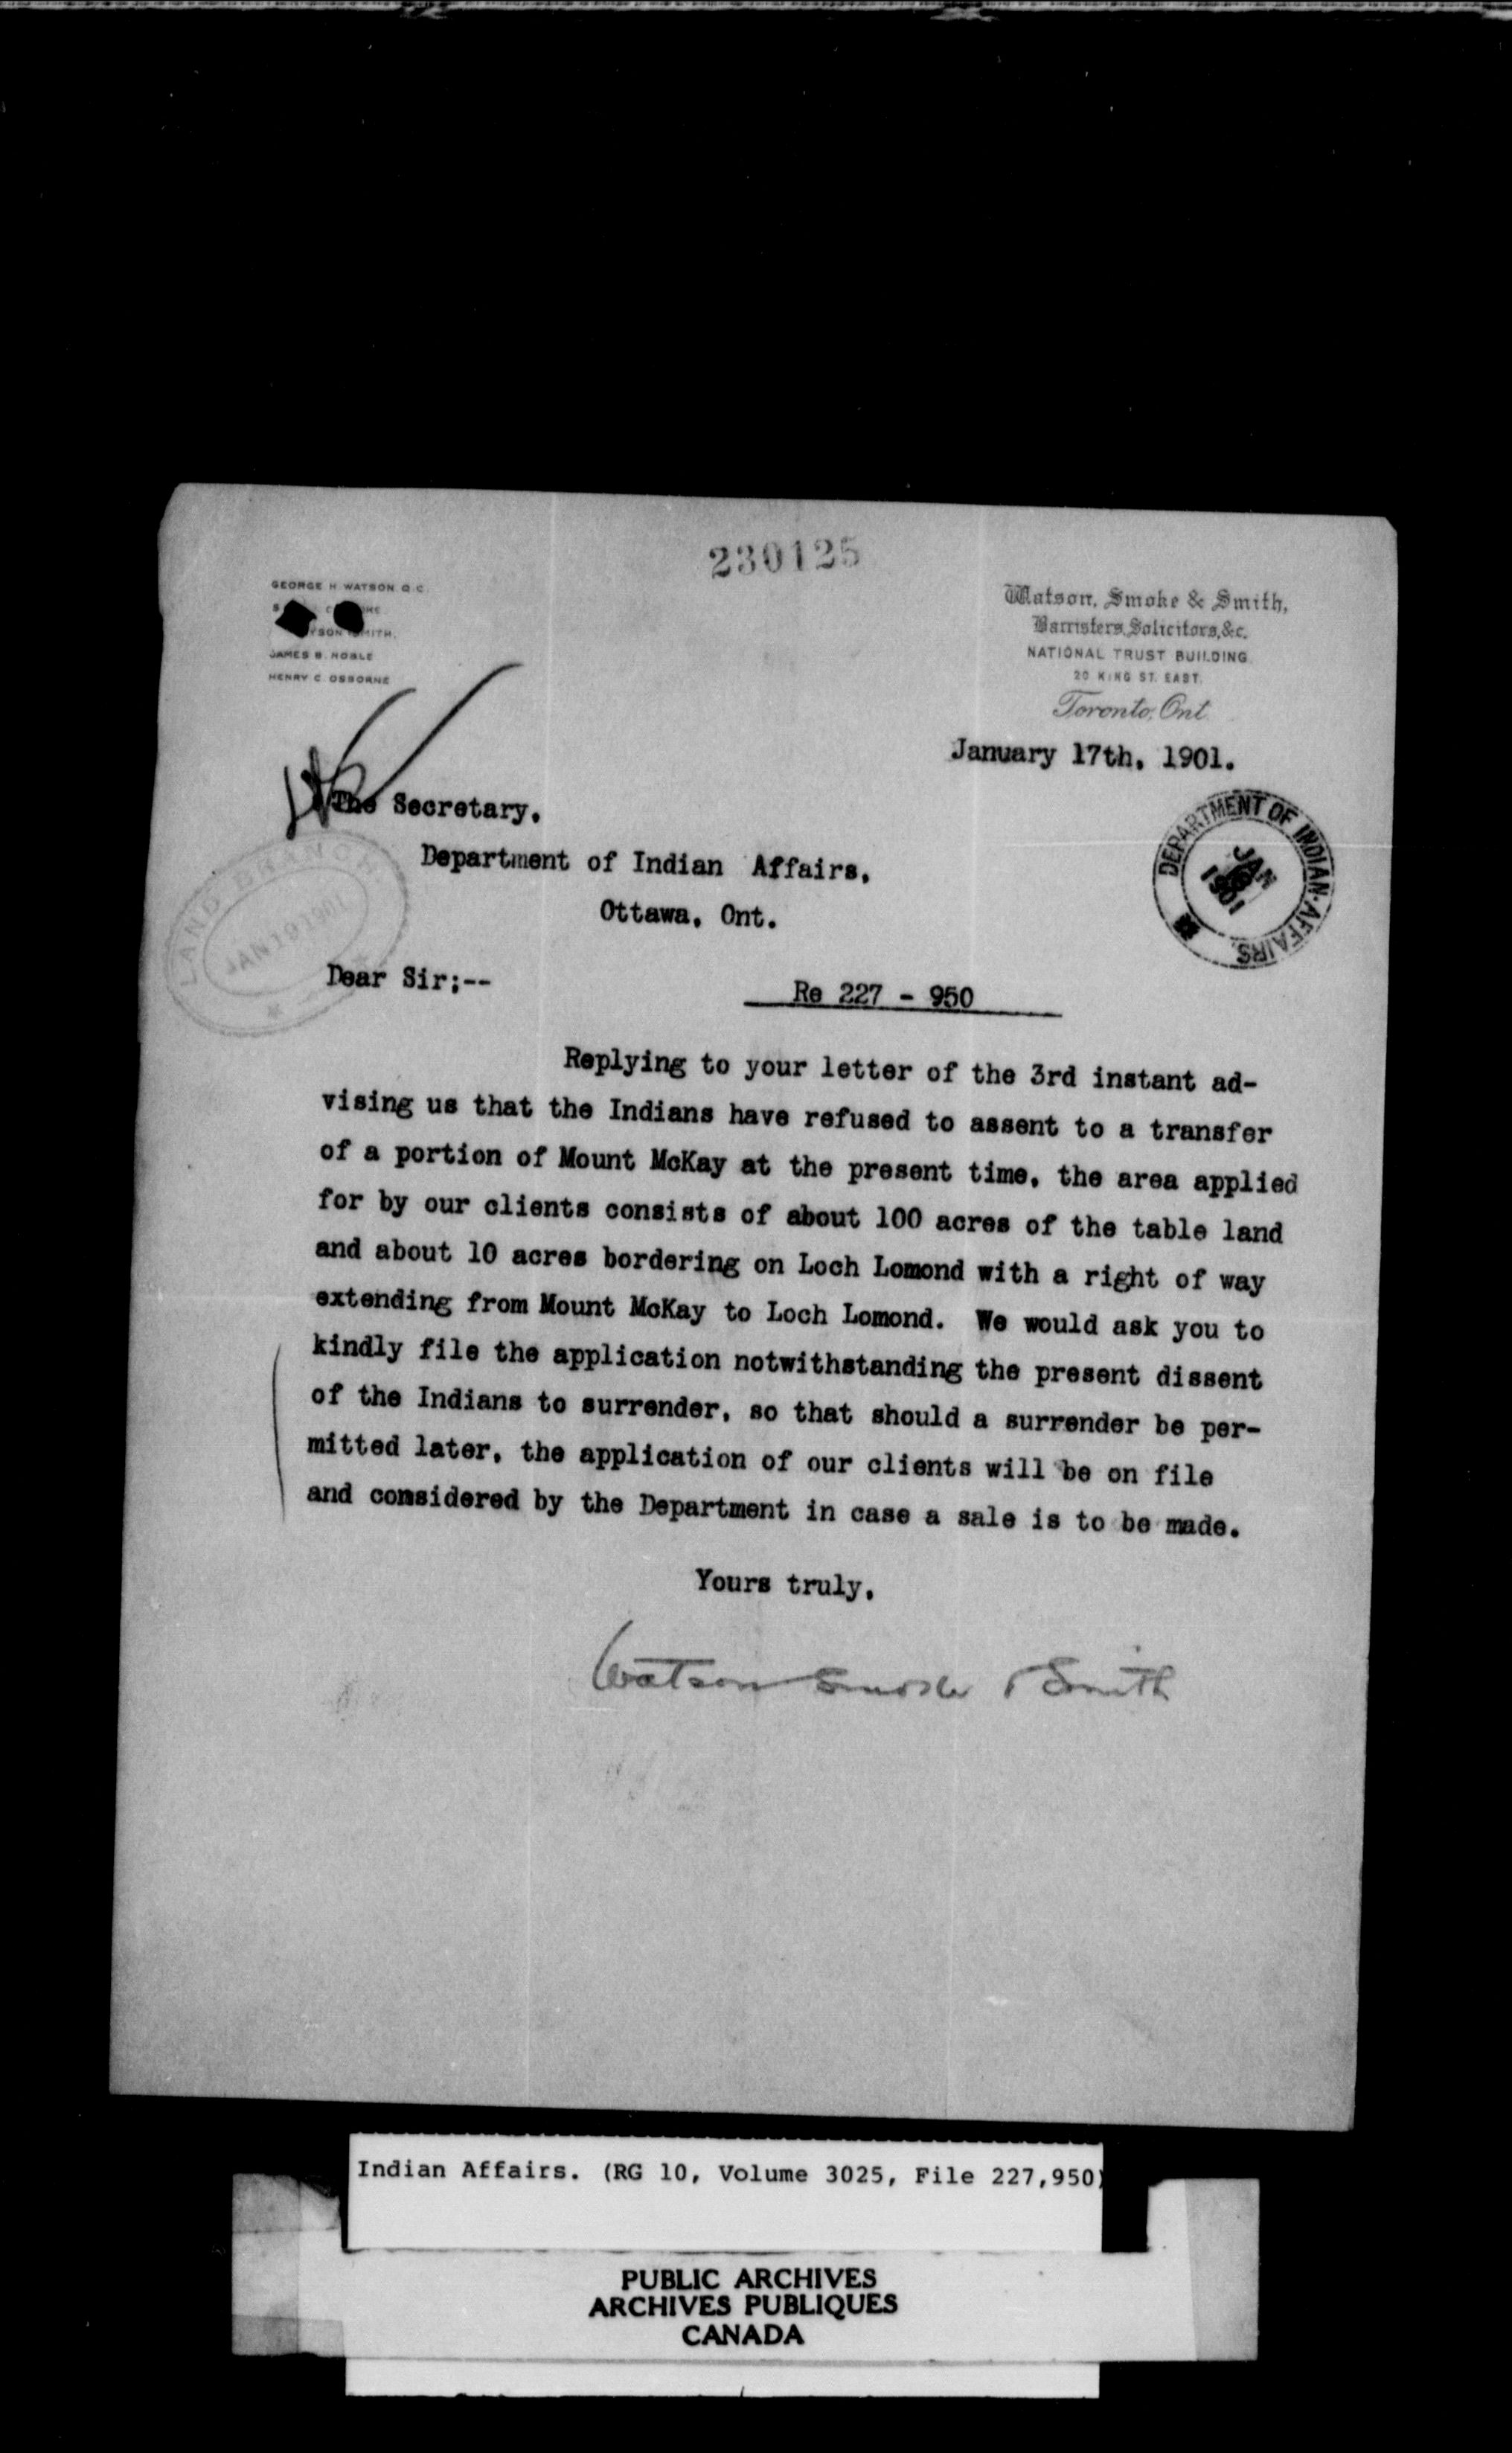 230125
GEORGE H WATSON Q.C.
SMITH.
JAMES B. NOBLE
HENRY C. OSBORNE
Watson, Smoke & Smith,
Barristers, Solicitors, &c.
NATIONAL TRUST BUILDING
20 KING ST. EAST.
Toronto, Ont
January 17th, 1901.
The Secretary,
Department of Indian Affairs,
Ottawa, Ont.
DEPARTMENT OF INDIAN AFFAIRS.
JAN
1901
LAND BRANCH
JAN 19 1901
Dear Sir;--
Re 227 - 950
Replying to your letter of the 3rd instant ad-
vising us that the Indians have refused to assent to a transfer
of a portion of Mount McKay at the present time, the area applied
for by our clients consists of about 100 acres of the table land
and about 10 acres bordering on Loch Lomond with a right of way
extending from Mount McKay to Loch Lomond. We would ask you to
kindly file the application notwithstanding the present dissent
of the Indians to surrender, so that should a surrender be per-
mitted later, the application of our clients will be on file
and considered by the Department in case a sale is to be made.
Yours truly,
Watson Smoke & Smith
Indian Affairs. (RG 10, Volume 3025, File 227,950)
PUBLIC ARCHIVES
ARCHIVES PUBLIQUES
CANADA